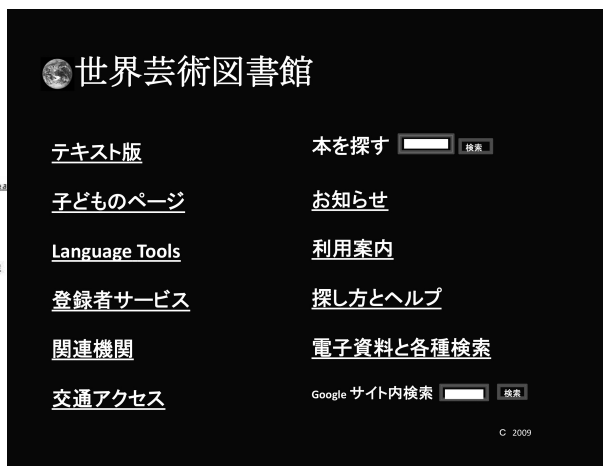 世界芸術図書館
テキスト版
本を探す 検索
子どものページ
お知らせ
Language Tools
利用案内
登録者サービス
探し方とヘルプ
関連機関
電子資料と各種検索
交通アクセス
Google サイト内検索 検索
C 2009